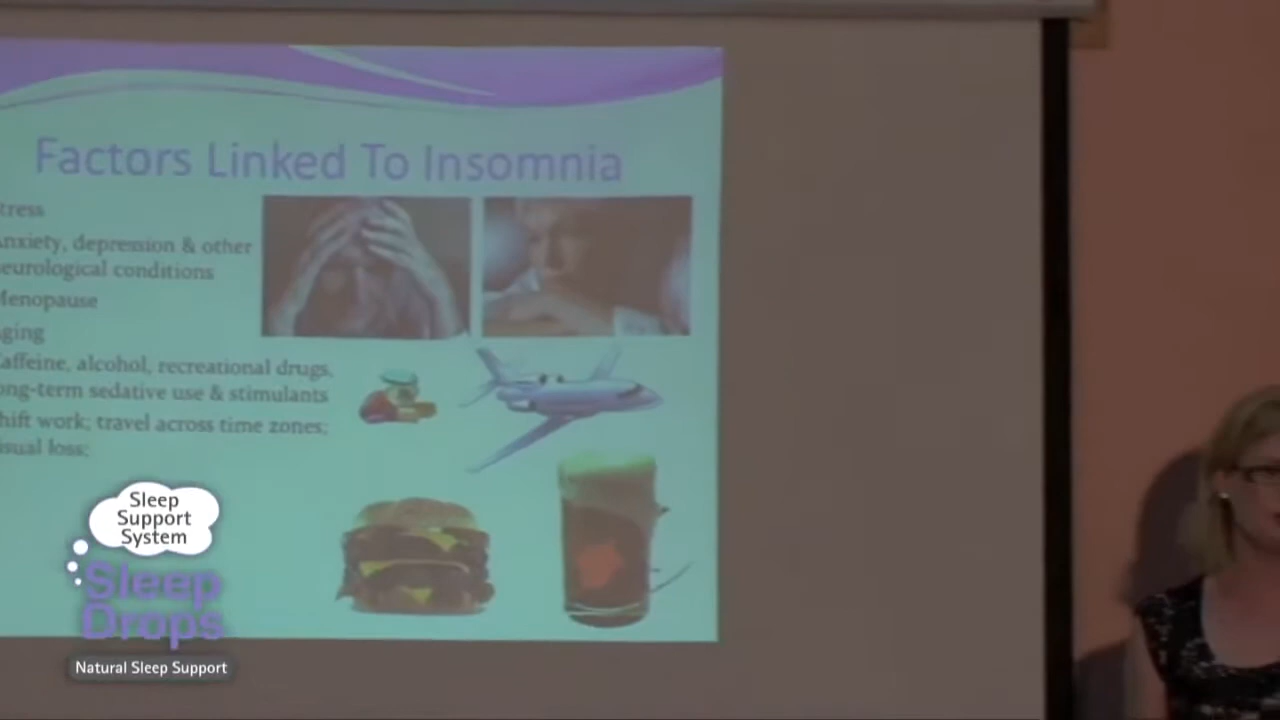 Factors Linked To Insomnia
tress
nxiety, depression & other
eurological conditions
Menopause
ging
affeine, alcohol, recreational drugs,
ong-term sedative use & stimulants
hift work; travel across time zones;
isual loss;
Sleep
Support
System
Sleep
Drops
Natural Sleep Support